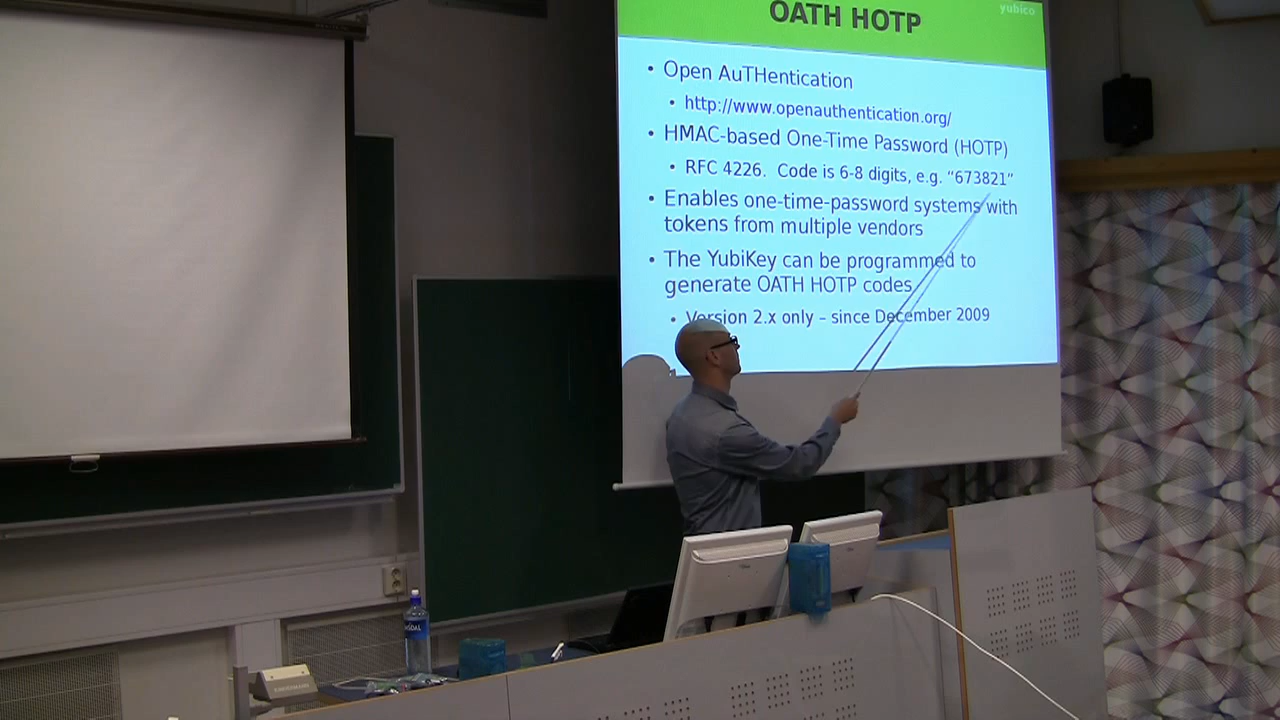 OATH HOTP
yubico
• Open AuTHentication
• http://www.openauthentication.org/
• HMAC-based One-Time Password (HOTP)
• RFC 4226. Code is 6-8 digits, e.g. “673821”
• Enables one-time-password systems with
tokens from multiple vendors
• The YubiKey can be programmed to
generate OATH HOTP codes
• Version 2.x only – since December 2009